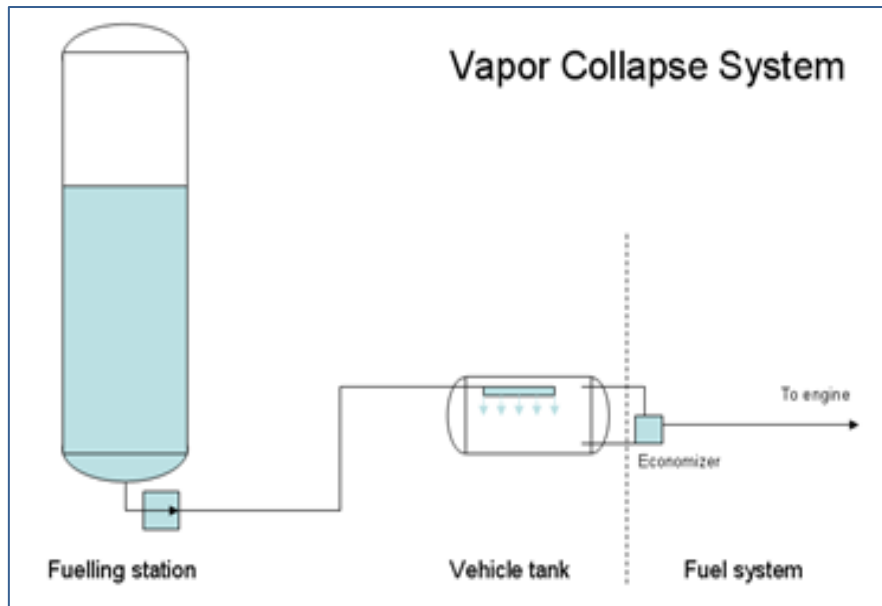 Vapor Collapse System
To engine
Economizer
Fuelling station
Vehicle tank
Fuel system